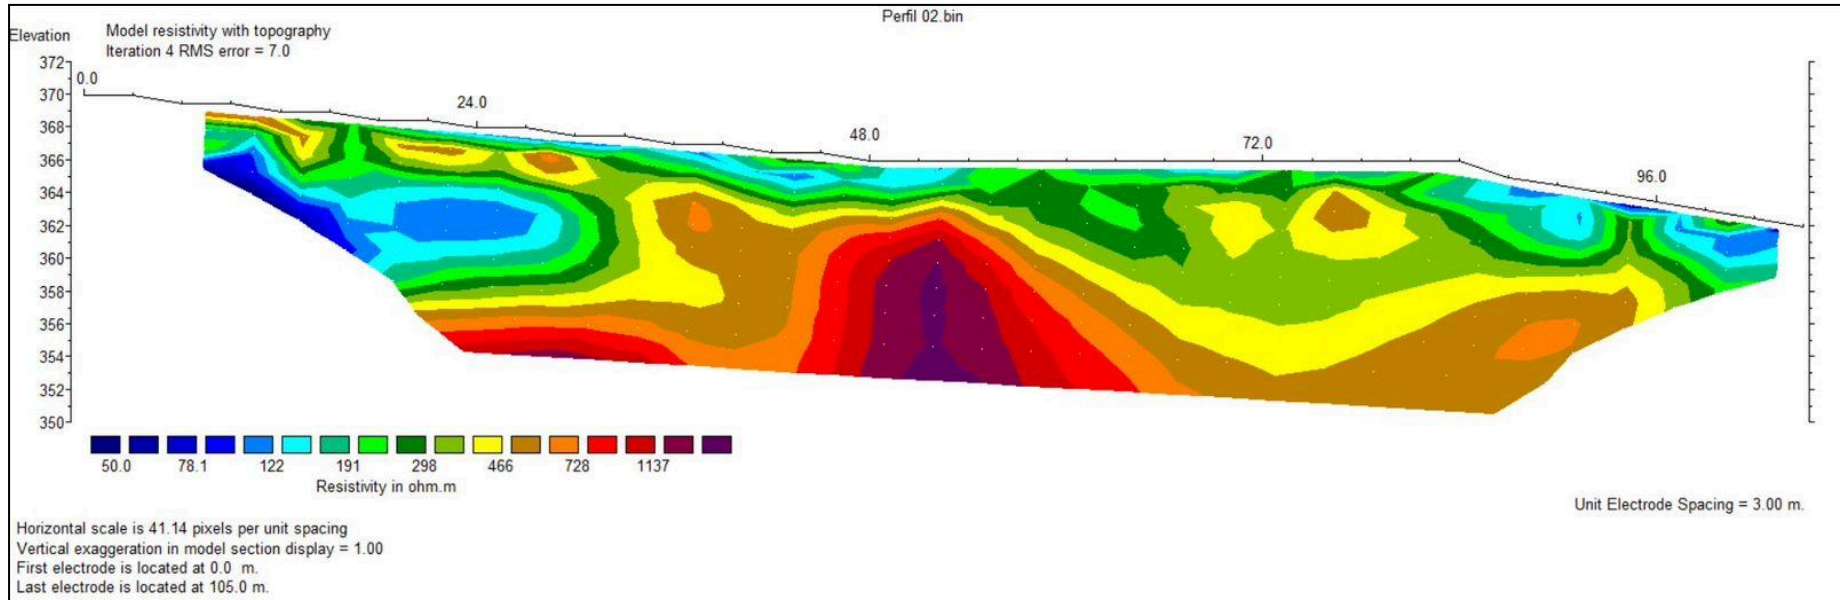 Perfil 02.bin
Elevation
Model resistivity with topography
Iteration 4 RMS error = 7.0
372
0.0
370
24.0
368
48.0
72.0
366
96.0
364
362
360
358
356
354
352
350
50.0 78.1 122 191 298 466 728 1137
Resistivity in ohm.m
Unit Electrode Spacing = 3.00 m.
Horizontal scale is 41.14 pixels per unit spacing
Vertical exaggeration in model section display = 1.00
First electrode is located at 0.0 m.
Last electrode is located at 105.0 m.